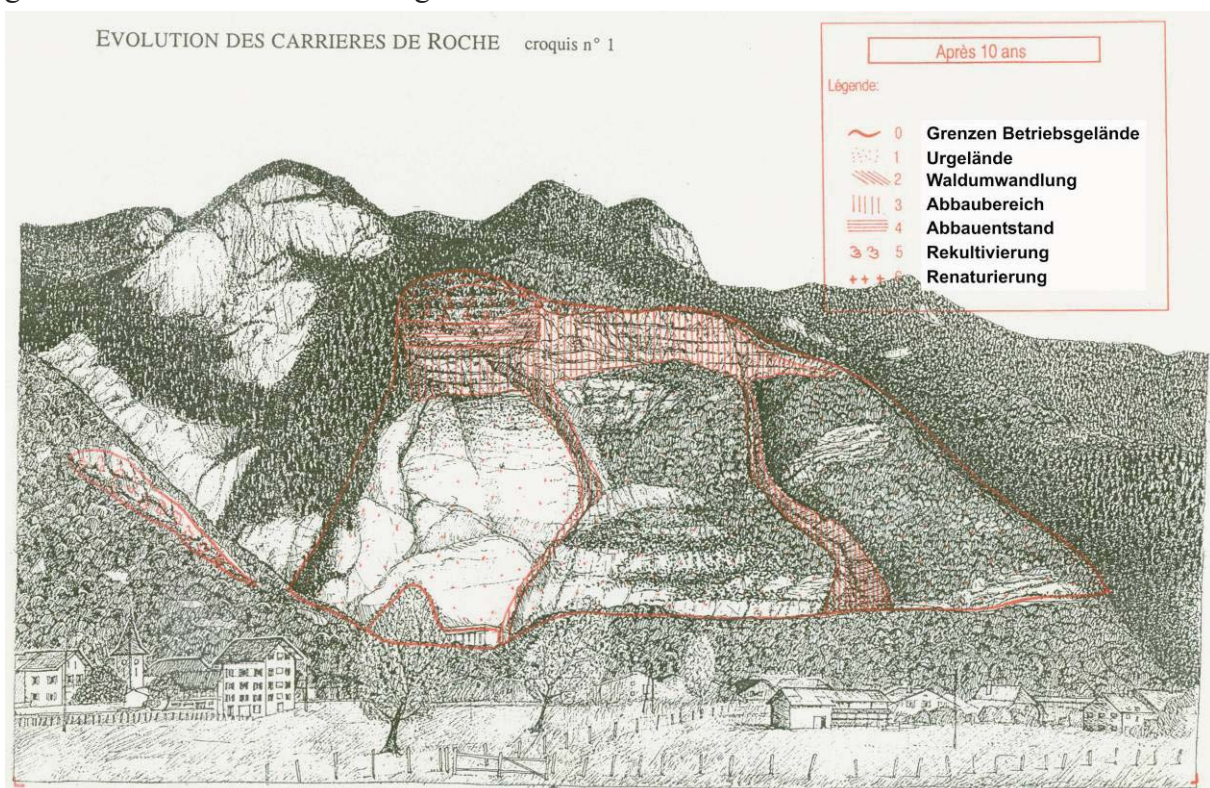 EVOLUTION DES CARRIERES DE ROCHE croquis n° 1
Après 10 ans
Légende:
0 Grenzen Betriebsgelände
1 Urgelände
2 Waldumwandlung
3 Abbaubereich
4 Abbauentstand
5 Rekultivierung
6 Renaturierung